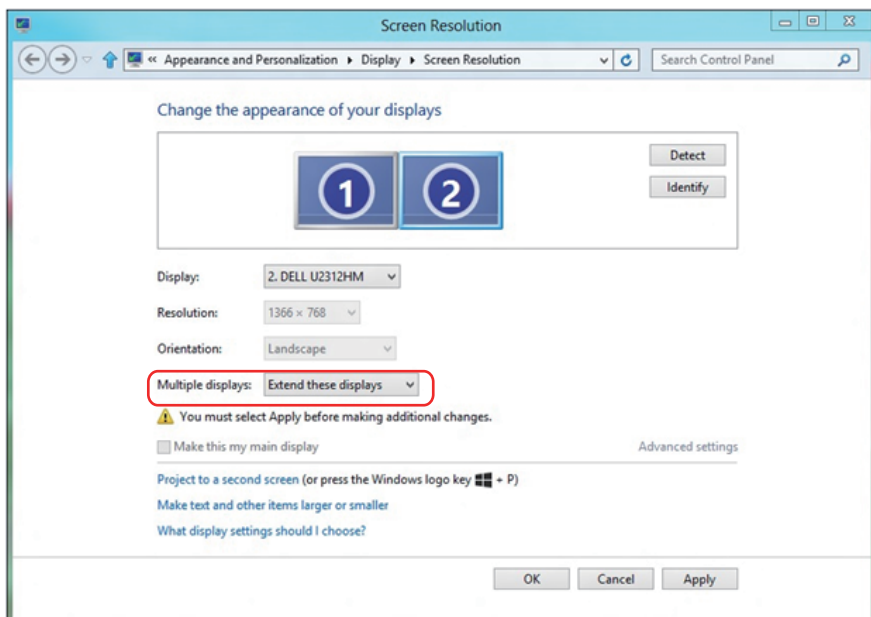 Screen Resolution
« Appearance and Personalization ▸ Display ▸ Screen Resolution Search Control Panel
Change the appearance of your displays
1 2
Detect
Identify
Display: 2. DELL U2312HM
Resolution: 1366 × 768
Orientation: Landscape
Multiple displays: Extend these displays
You must select Apply before making additional changes.
Make this my main display Advanced settings
Project to a second screen (or press the Windows logo key + P)
Make text and other items larger or smaller
What display settings should I choose?
OK Cancel Apply